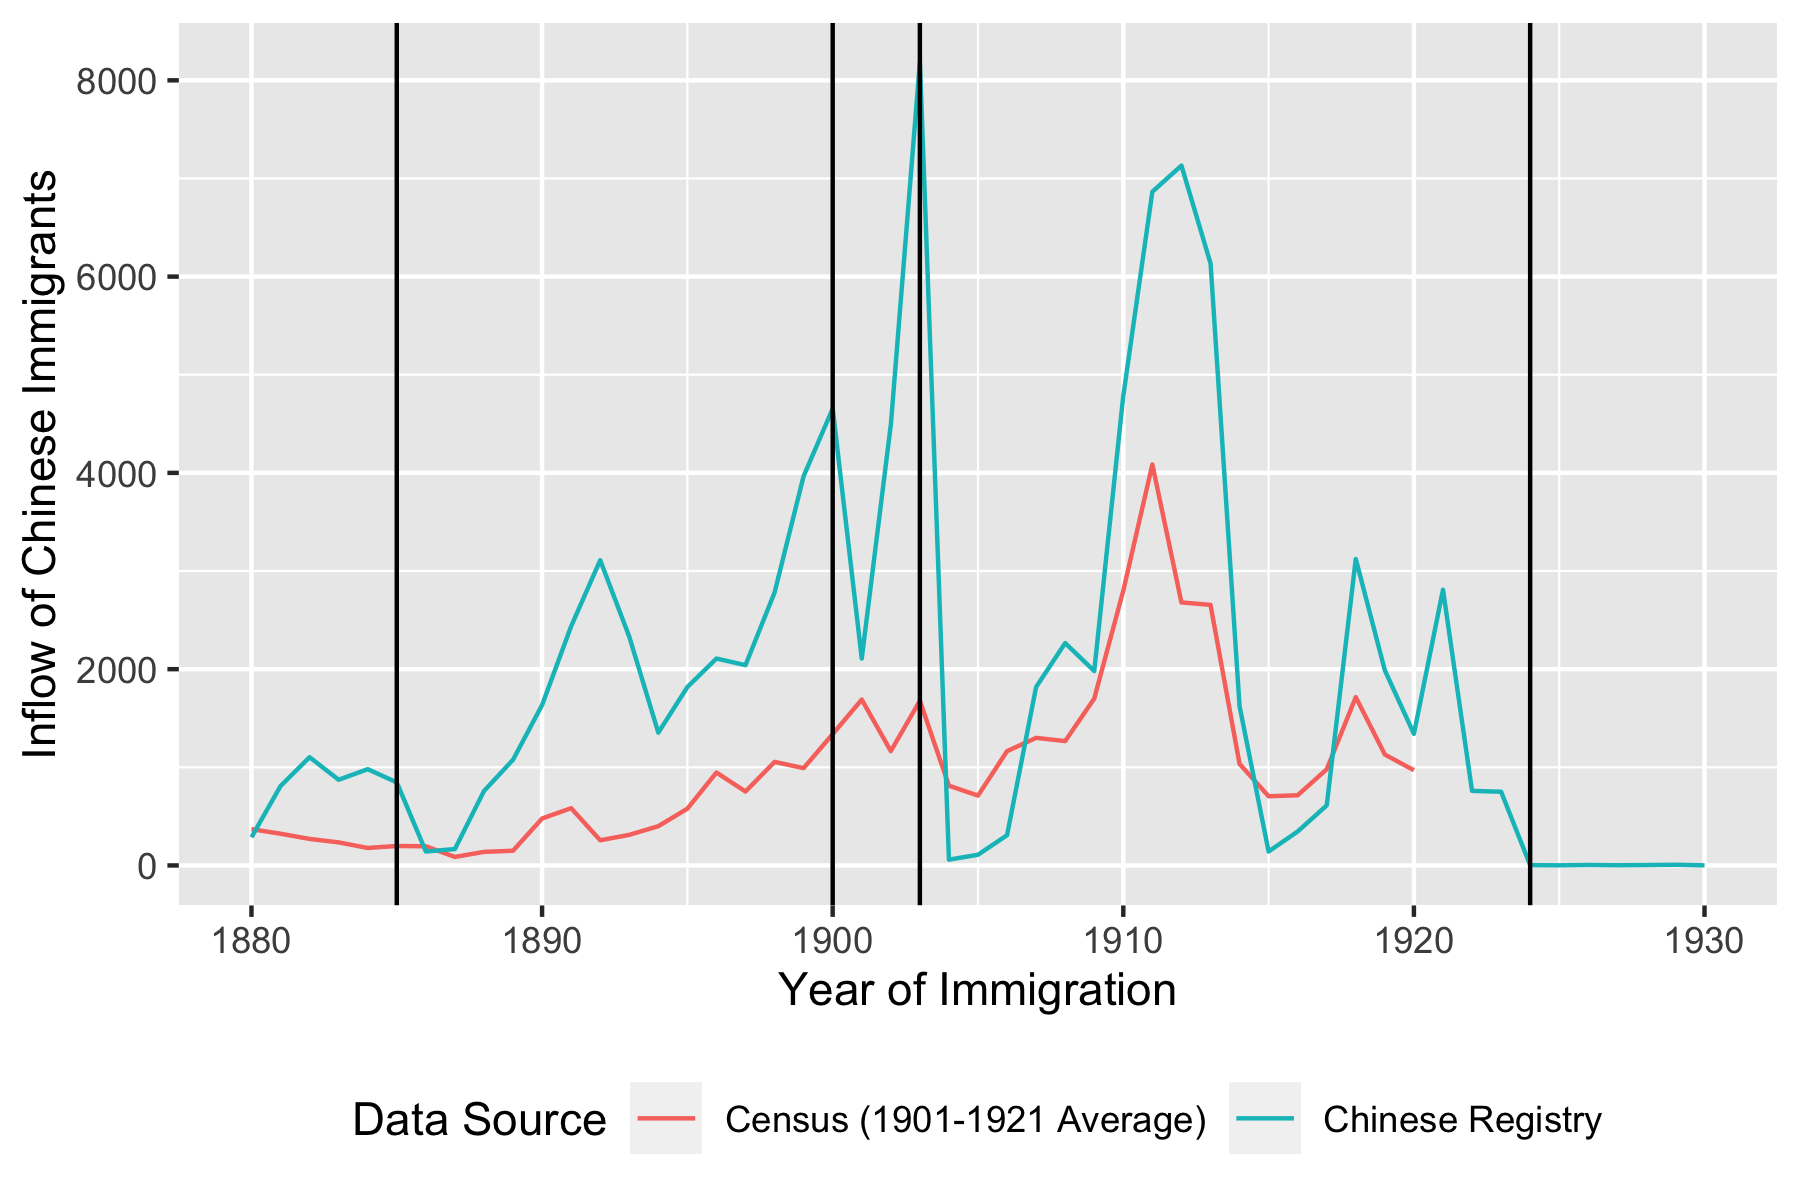 Inflow of Chinese Immigrants
8000
6000
4000
2000
0
1880 1890 1900 1910 1920 1930
Year of Immigration
Data Source Census (1901-1921 Average) Chinese Registry